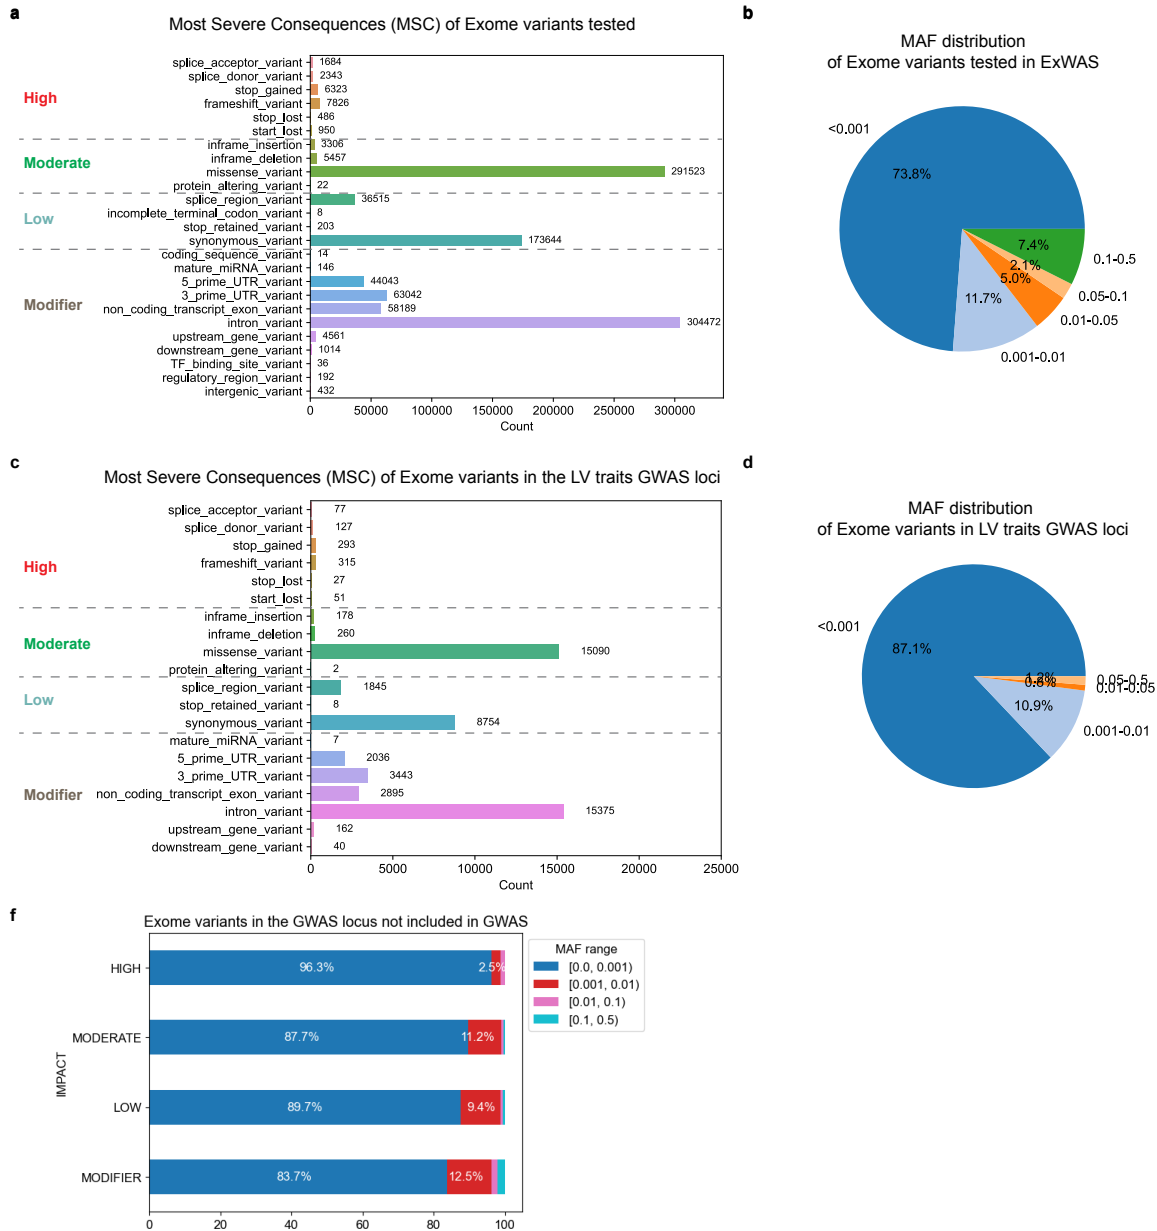 a
Most Severe Consequences (MSC) of Exome variants tested
High
splice_acceptor_variant 1684
splice_donor_variant 2343
stop_gained 6323
frameshift_variant 7826
stop_lost 486
start_lost 950
Moderate
inframe_insertion 3306
inframe_deletion 5457
missense_variant 291523
protein_altering_variant 22
Low
splice_region_variant 36515
incomplete_terminal_codon_variant 8
stop_retained_variant 203
synonymous_variant 173644
Modifier
coding_sequence_variant 14
mature_miRNA_variant 146
5_prime_UTR_variant 44043
3_prime_UTR_variant 63042
non_coding_transcript_exon_variant 58189
intron_variant 304472
upstream_gene_variant 4561
downstream_gene_variant 1014
TF_binding_site_variant 36
regulatory_region_variant 192
intergenic_variant 432
0 50000 100000 150000 200000 250000 300000
Count
b
MAF distribution
of Exome variants tested in ExWAS
<0.001
73.8%
7.4%
0.1-0.5
2.1%
0.05-0.1
5.0%
0.01-0.05
11.7%
0.001-0.01
c
Most Severe Consequences (MSC) of Exome variants in the LV traits GWAS loci
High
splice_acceptor_variant 77
splice_donor_variant 127
stop_gained 293
frameshift_variant 315
stop_lost 27
start_lost 51
Moderate
inframe_insertion 178
inframe_deletion 260
missense_variant 15090
protein_altering_variant 2
Low
splice_region_variant 1845
stop_retained_variant 8
synonymous_variant 8754
Modifier
mature_miRNA_variant 7
5_prime_UTR_variant 2036
3_prime_UTR_variant 3443
non_coding_transcript_exon_variant 2895
intron_variant 15375
upstream_gene_variant 162
downstream_gene_variant 40
0 5000 10000 15000 20000 25000
Count
d
MAF distribution
of Exome variants in LV traits GWAS loci
<0.001
87.1%
0.05-0.5
0.01-0.05
10.9%
0.001-0.01
f
Exome variants in the GWAS locus not included in GWAS
IMPACT
HIGH 96.3% 2.5%
MODERATE 87.7% 11.2%
LOW 89.7% 9.4%
MODIFIER 83.7% 12.5%
0 20 40 60 80 100
MAF range
[0.0, 0.001)
[0.001, 0.01)
[0.01, 0.1)
[0.1, 0.5)